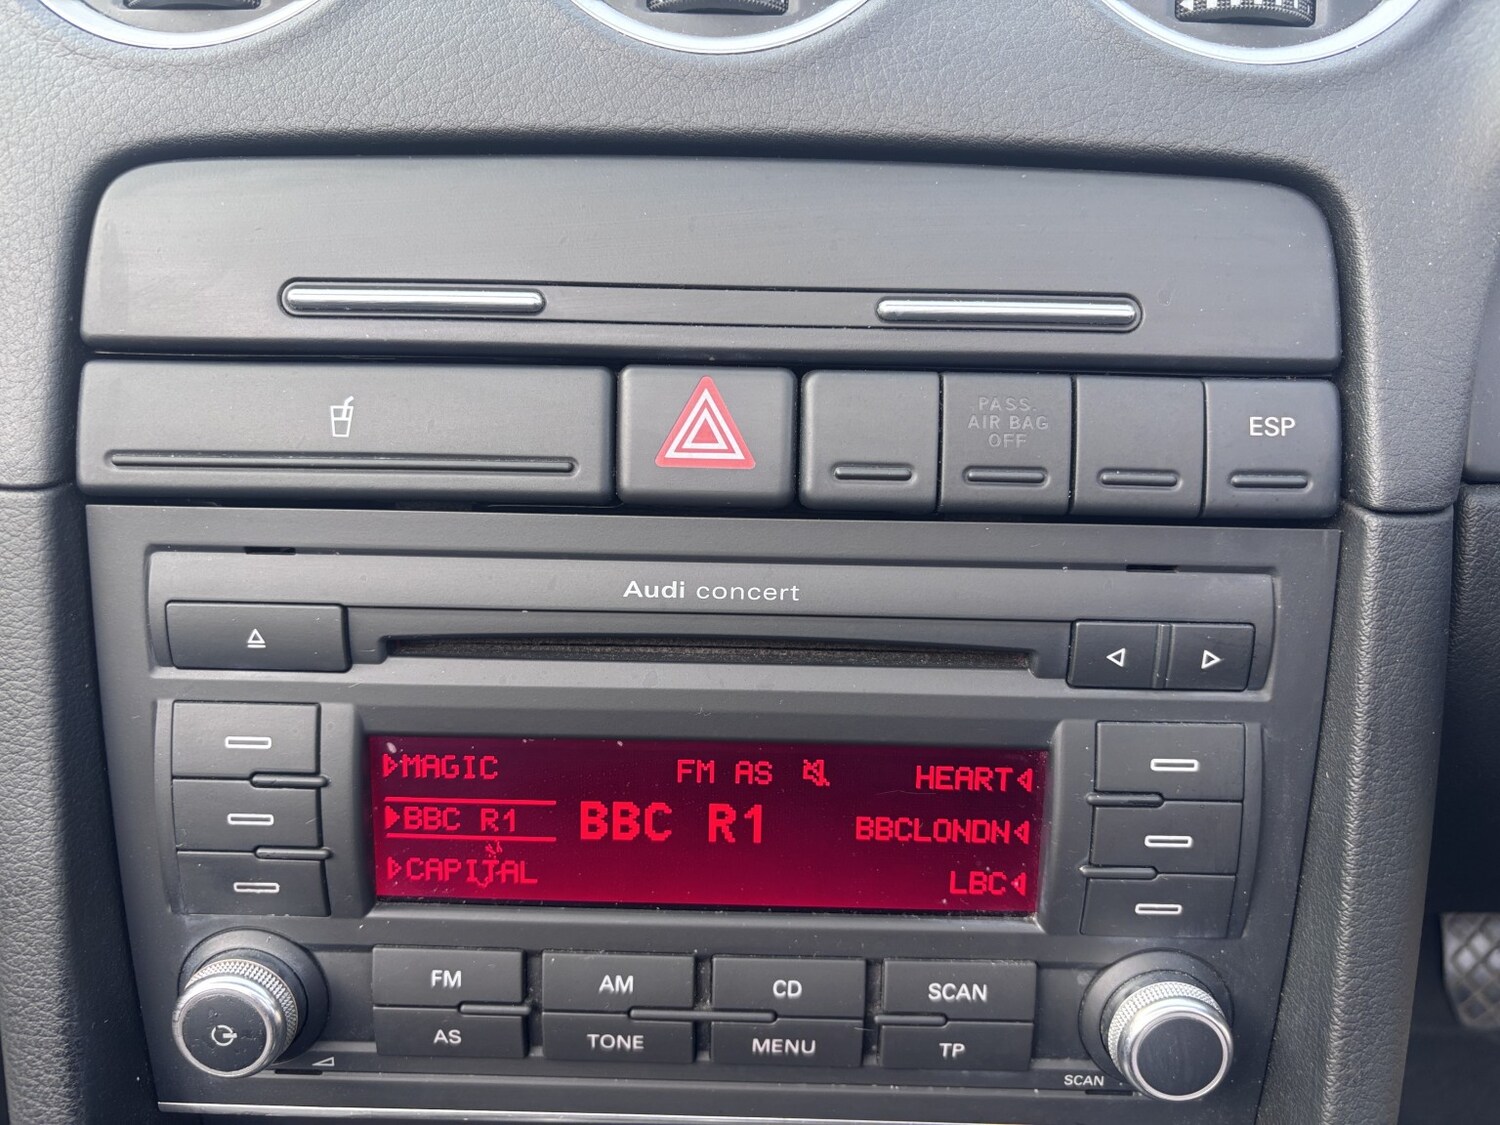 PASS.
AIR BAG
OFF
ESP
Audi concert
MAGIC
FM AS
HEART
BBC R1
BBC R1
BBCLONDN
CAPITAL
LBC
FM
AM
CD
SCAN
AS
TONE
MENU
TP
SCAN